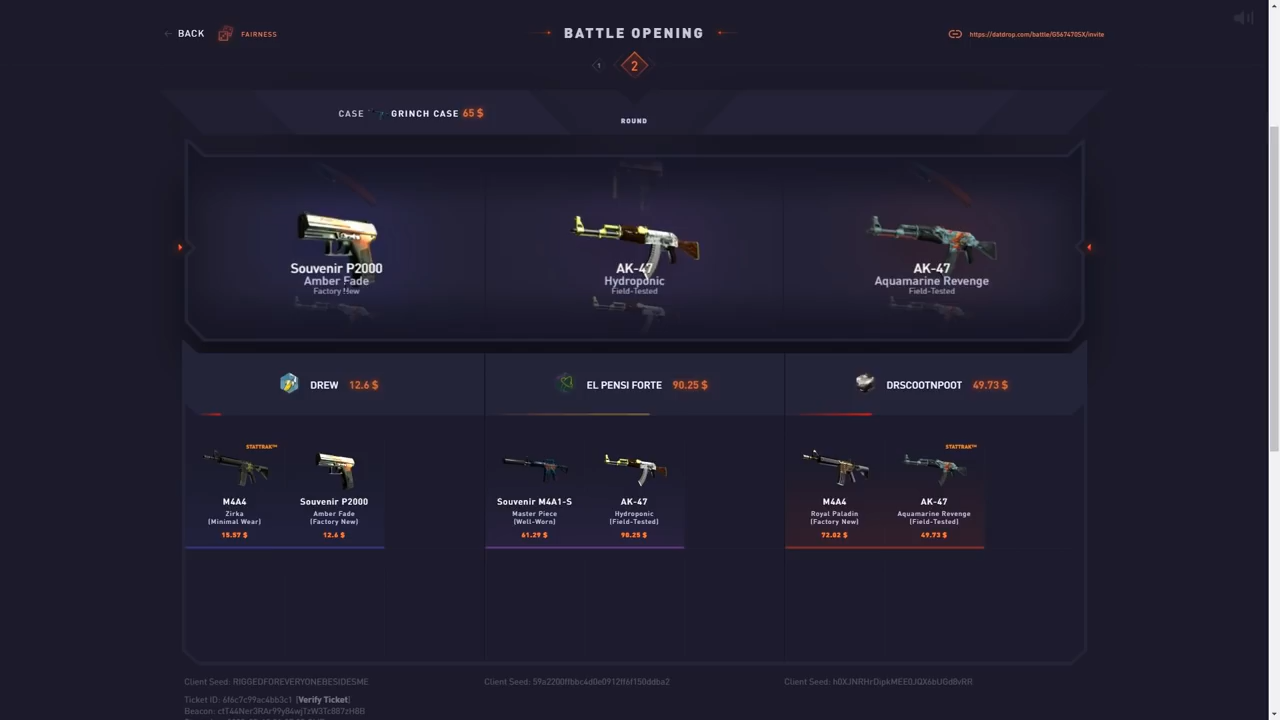 ← BACK
FAIRNESS
BATTLE OPENING
https://datdrop.com/battle/G567470SX/invite
1
2
CASE GRINCH CASE 65 $
ROUND
Souvenir P2000
Amber Fade
Factory New
AK-47
Hydroponic
Field-Tested
AK-47
Aquamarine Revenge
Field-Tested
DREW 12.6 $
EL PENSI FORTE 90.25 $
DRSCOOTNPOOT 49.73 $
STATTRAK™
M4A4
Zirka
(Minimal Wear)
15.57 $
Souvenir P2000
Amber Fade
(Factory New)
12.6 $
Souvenir M4A1-S
Master Piece
(Well-Worn)
61.29 $
AK-47
Hydroponic
(Field-Tested)
90.25 $
M4A4
Royal Paladin
(Factory New)
72.02 $
STATTRAK™
AK-47
Aquamarine Revenge
(Field-Tested)
49.73 $
Client Seed: RIGGEDFOREVERYONEBESIDESME
Client Seed: 59a2200ffbbc4d0e0912ff6f150ddba2
Client Seed: h0XJNRHrDipkMEE0JQX6bUGd0vRR
Ticket ID: 6f6c7c99ac4bb3c1 [Verify Ticket]
Beacon: cfT44Ner3RAr99y84wjTzW3Tc887zH8B